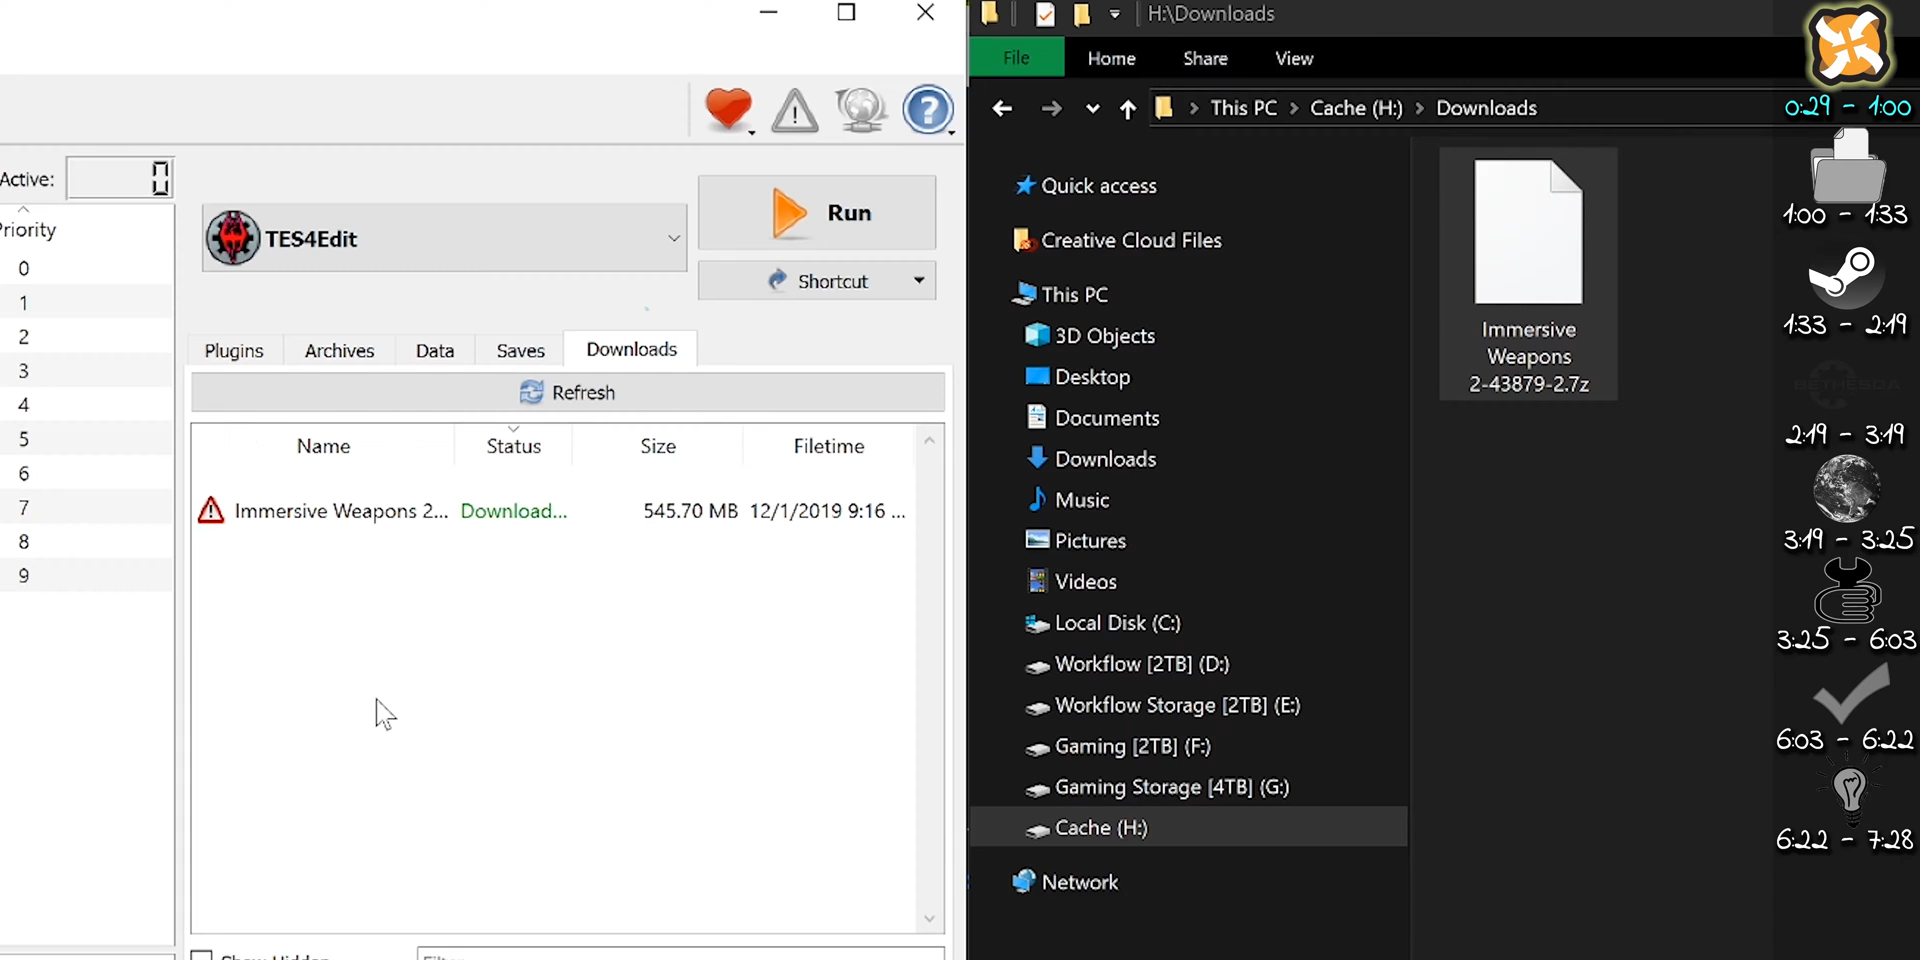 Active: 0
Priority
0
1
2
3
4
5
6
7
8
9
TES4Edit
Run
Shortcut
Plugins Archives Data Saves Downloads
Refresh
Name Status Size Filetime
Immersive Weapons 2... Download... 545.70 MB 12/1/2019 9:16 ...
Show Hidden
Filter
H:\Downloads
File Home Share View
This PC > Cache (H:) > Downloads
Quick access
Creative Cloud Files
This PC
3D Objects
Desktop
Documents
Downloads
Music
Pictures
Videos
Local Disk (C:)
Workflow [2TB] (D:)
Workflow Storage [2TB] (E:)
Gaming [2TB] (F:)
Gaming Storage [4TB] (G:)
Cache (H:)
Network
Immersive
Weapons
2-43879-2.7z
0:29 - 1:00
1:00 - 1:33
1:33 - 2:19
BETHESDA
2:19 - 3:19
3:19 - 3:25
3:25 - 6:03
6:03 - 6:22
6:22 - 7:28